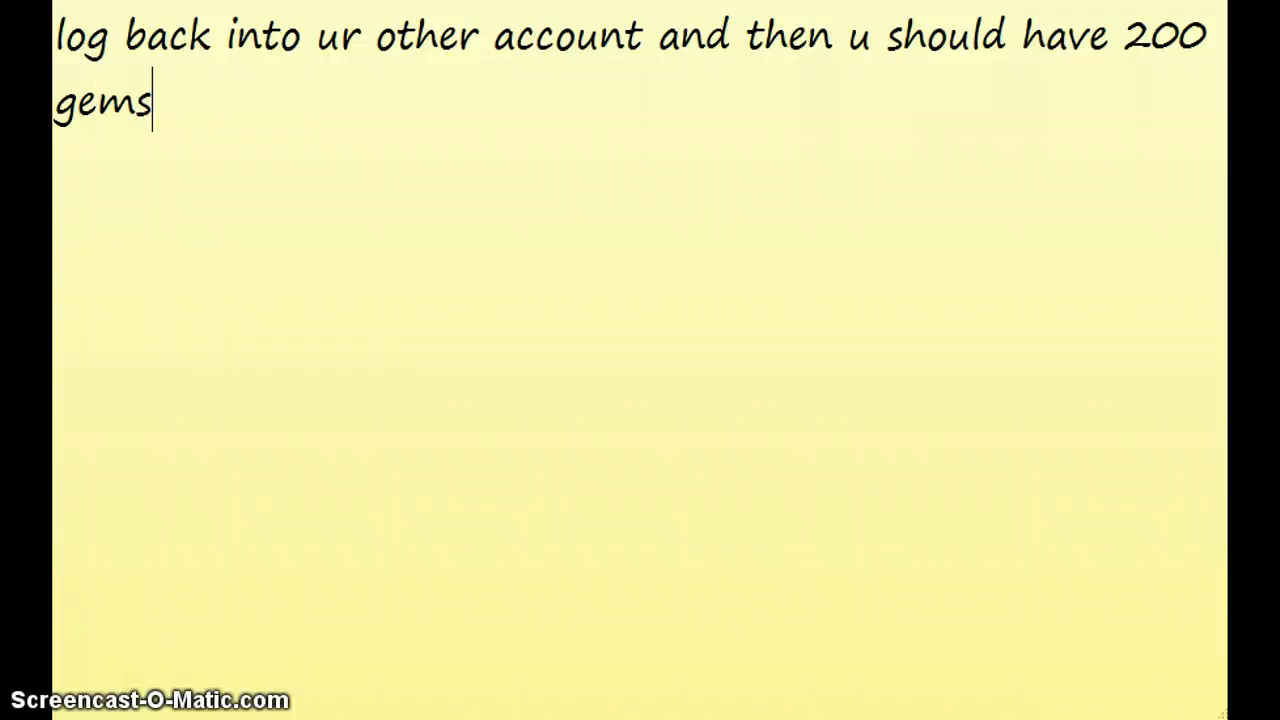 log back into ur other account and then u should have 200
gems
Screencast-O-Matic.com